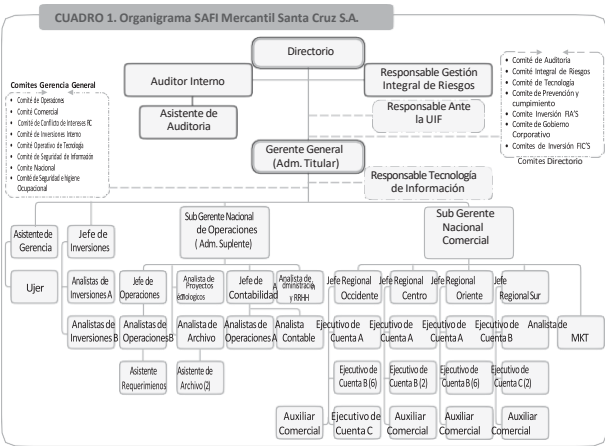 CUADRO 1. Organigrama SAFI Mercantil Santa Cruz S.A.
Directorio
Auditor Interno
Responsable Gestión
Integral de Riesgos
Asistente de
Auditoria
Responsable Ante
la UIF
Gerente General
(Adm. Titular)
Responsable Tecnología
de Información
Comites Gerencia General
• Comité de Operaciones
• Comité Comercial
• Comité de Conflicto de Intereses FIC
• Comité de Inversiones Interno
• Comité Operativo de Tecnología
• Comité de Seguridad de Información
• Comite Nacional
• Comité de Seguridad e higiene
Ocupacional
• Comité de Auditoria
• Comité Integral de Riesgos
• Comité de Tecnología
• Comite de Prevención y
cumpimiento
• Comite Inversión FIA'S
• Comite de Gobierno
Corporativo
• Comites de Inversión FIC'S
Comites Directorio
Asistente de
Gerencia
Jefe de
Inversiones
Sub Gerente Nacional
de Operaciones
( Adm. Suplente)
Sub Gerente
Nacional
Comercial
Ujer
Analistas de
Inversiones A
Jefe de
Operaciones
Analista de
Proyectos
Jefe de
Contabilidad
Analista de
y RRHH
Jefe Regional
Occidente
Jefe Regional
Centro
Jefe Regional
Oriente
Jefe
Regional Sur
Analistas de
Inversiones B
Analistas de
Operaciones B
Analista de
Archivo
Analistas de
Operaciones A
Analista
Contable
Ejecutivo de
Cuenta A
Ejecutivo de
Cuenta A
Ejecutivo de
Cuenta A
Ejecutivo de
Cuenta B
Analista de
MKT
Asistente
Requerimienos
Asistente de
Archivo (2)
Ejecutivo de
Cuenta B (6)
Ejecutivo de
Cuenta B (2)
Ejecutivo de
Cuenta B (6)
Ejecutivo de
Cuenta C (2)
Auxiliar
Comercial
Ejecutivo de
Cuenta C
Auxiliar
Comercial
Auxiliar
Comercial
Auxiliar
Comercial